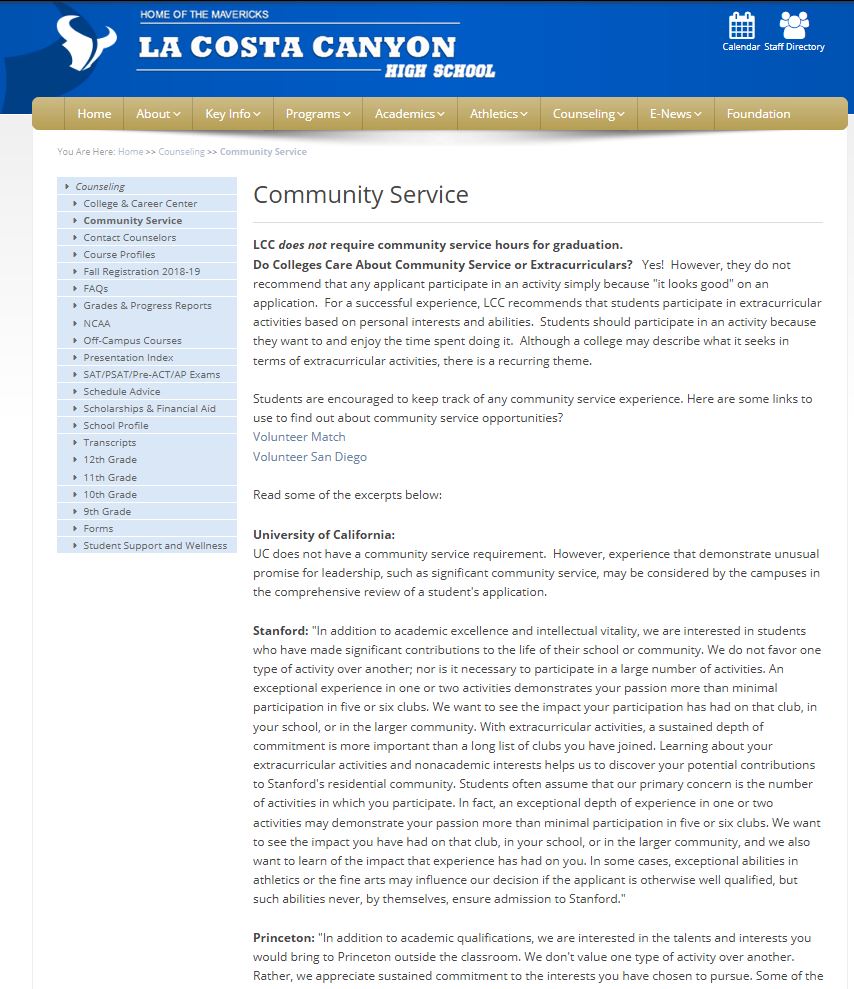 HOME OF THE MAVERICKS
LA COSTA CANYON
HIGH SCHOOL
Calendar Staff Directory
Home About Key Info Programs Academics Athletics Counseling E-News Foundation
You Are Here: Home >> Counseling >> Community Service
Counseling
College & Career Center
Community Service
Contact Counselors
Course Profiles
Fall Registration 2018-19
FAQs
Grades & Progress Reports
NCAA
Off-Campus Courses
Presentation Index
SAT/PSAT/Pre-ACT/AP Exams
Schedule Advice
Scholarships & Financial Aid
School Profile
Transcripts
12th Grade
11th Grade
10th Grade
9th Grade
Forms
Student Support and Wellness
Community Service
LCC does not require community service hours for graduation.
Do Colleges Care About Community Service or Extracurriculars? Yes! However, they do not
recommend that any applicant participate in an activity simply because "it looks good" on an
application. For a successful experience, LCC recommends that students participate in extracurricular
activities based on personal interests and abilities. Students should participate in an activity because
they want to and enjoy the time spent doing it. Although a college may describe what it seeks in
terms of extracurricular activities, there is a recurring theme.
Students are encouraged to keep track of any community service experience. Here are some links to
use to find out about community service opportunities?
Volunteer Match
Volunteer San Diego
Read some of the excerpts below:
University of California:
UC does not have a community service requirement. However, experience that demonstrate unusual
promise for leadership, such as significant community service, may be considered by the campuses in
the comprehensive review of a student's application.
Stanford: "In addition to academic excellence and intellectual vitality, we are interested in students
who have made significant contributions to the life of their school or community. We do not favor one
type of activity over another; nor is it necessary to participate in a large number of activities. An
exceptional experience in one or two activities demonstrates your passion more than minimal
participation in five or six clubs. We want to see the impact your participation has had on that club, in
your school, or in the larger community. With extracurricular activities, a sustained depth of
commitment is more important than a long list of clubs you have joined. Learning about your
extracurricular activities and nonacademic interests helps us to discover your potential contributions
to Stanford's residential community. Students often assume that our primary concern is the number
of activities in which you participate. In fact, an exceptional depth of experience in one or two
activities may demonstrate your passion more than minimal participation in five or six clubs. We want
to see the impact you have had on that club, in your school, or in the larger community, and we also
want to learn of the impact that experience has had on you. In some cases, exceptional abilities in
athletics or the fine arts may influence our decision if the applicant is otherwise well qualified, but
such abilities never, by themselves, ensure admission to Stanford."
Princeton: "In addition to academic qualifications, we are interested in the talents and interests you
would bring to Princeton outside the classroom. We don't value one type of activity over another.
Rather, we appreciate sustained commitment to the interests you have chosen to pursue. Some of the